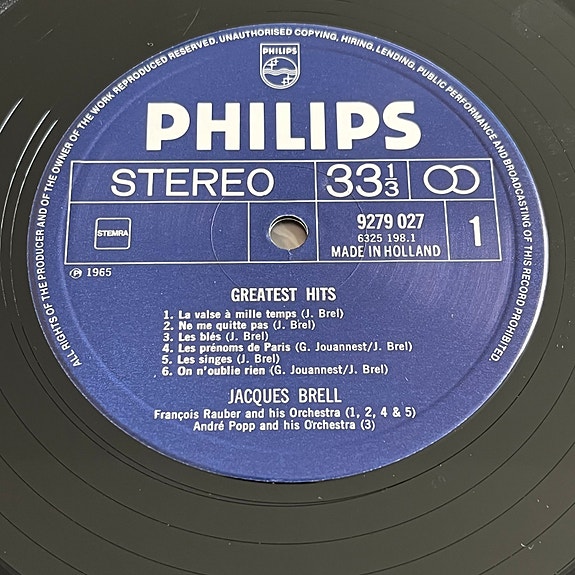 ALL RIGHTS OF THE PRODUCER AND OF THE OWNER OF THE WORK REPRODUCED RESERVED. UNAUTHORISED COPYING, HIRING, LENDING, PUBLIC PERFORMANCE AND BROADCASTING OF THIS RECORD PROHIBITED.
PHILIPS
PHILIPS
STEREO 33 1/3
STEMRA
9279 027
6325 198.1
MADE IN HOLLAND
1
℗ 1965
GREATEST HITS
1. La valse à mille temps (J. Brel)
2. Ne me quitte pas (J. Brel)
3. Les blés (J. Brel)
4. Les prénoms de Paris (G. Jouannest/J. Brel)
5. Les singes (J. Brel)
6. On n'oublie rien (G. Jouannest/J. Brel)
JACQUES BRELL
François Rauber and his Orchestra (1, 2, 4 & 5)
André Popp and his Orchestra (3)